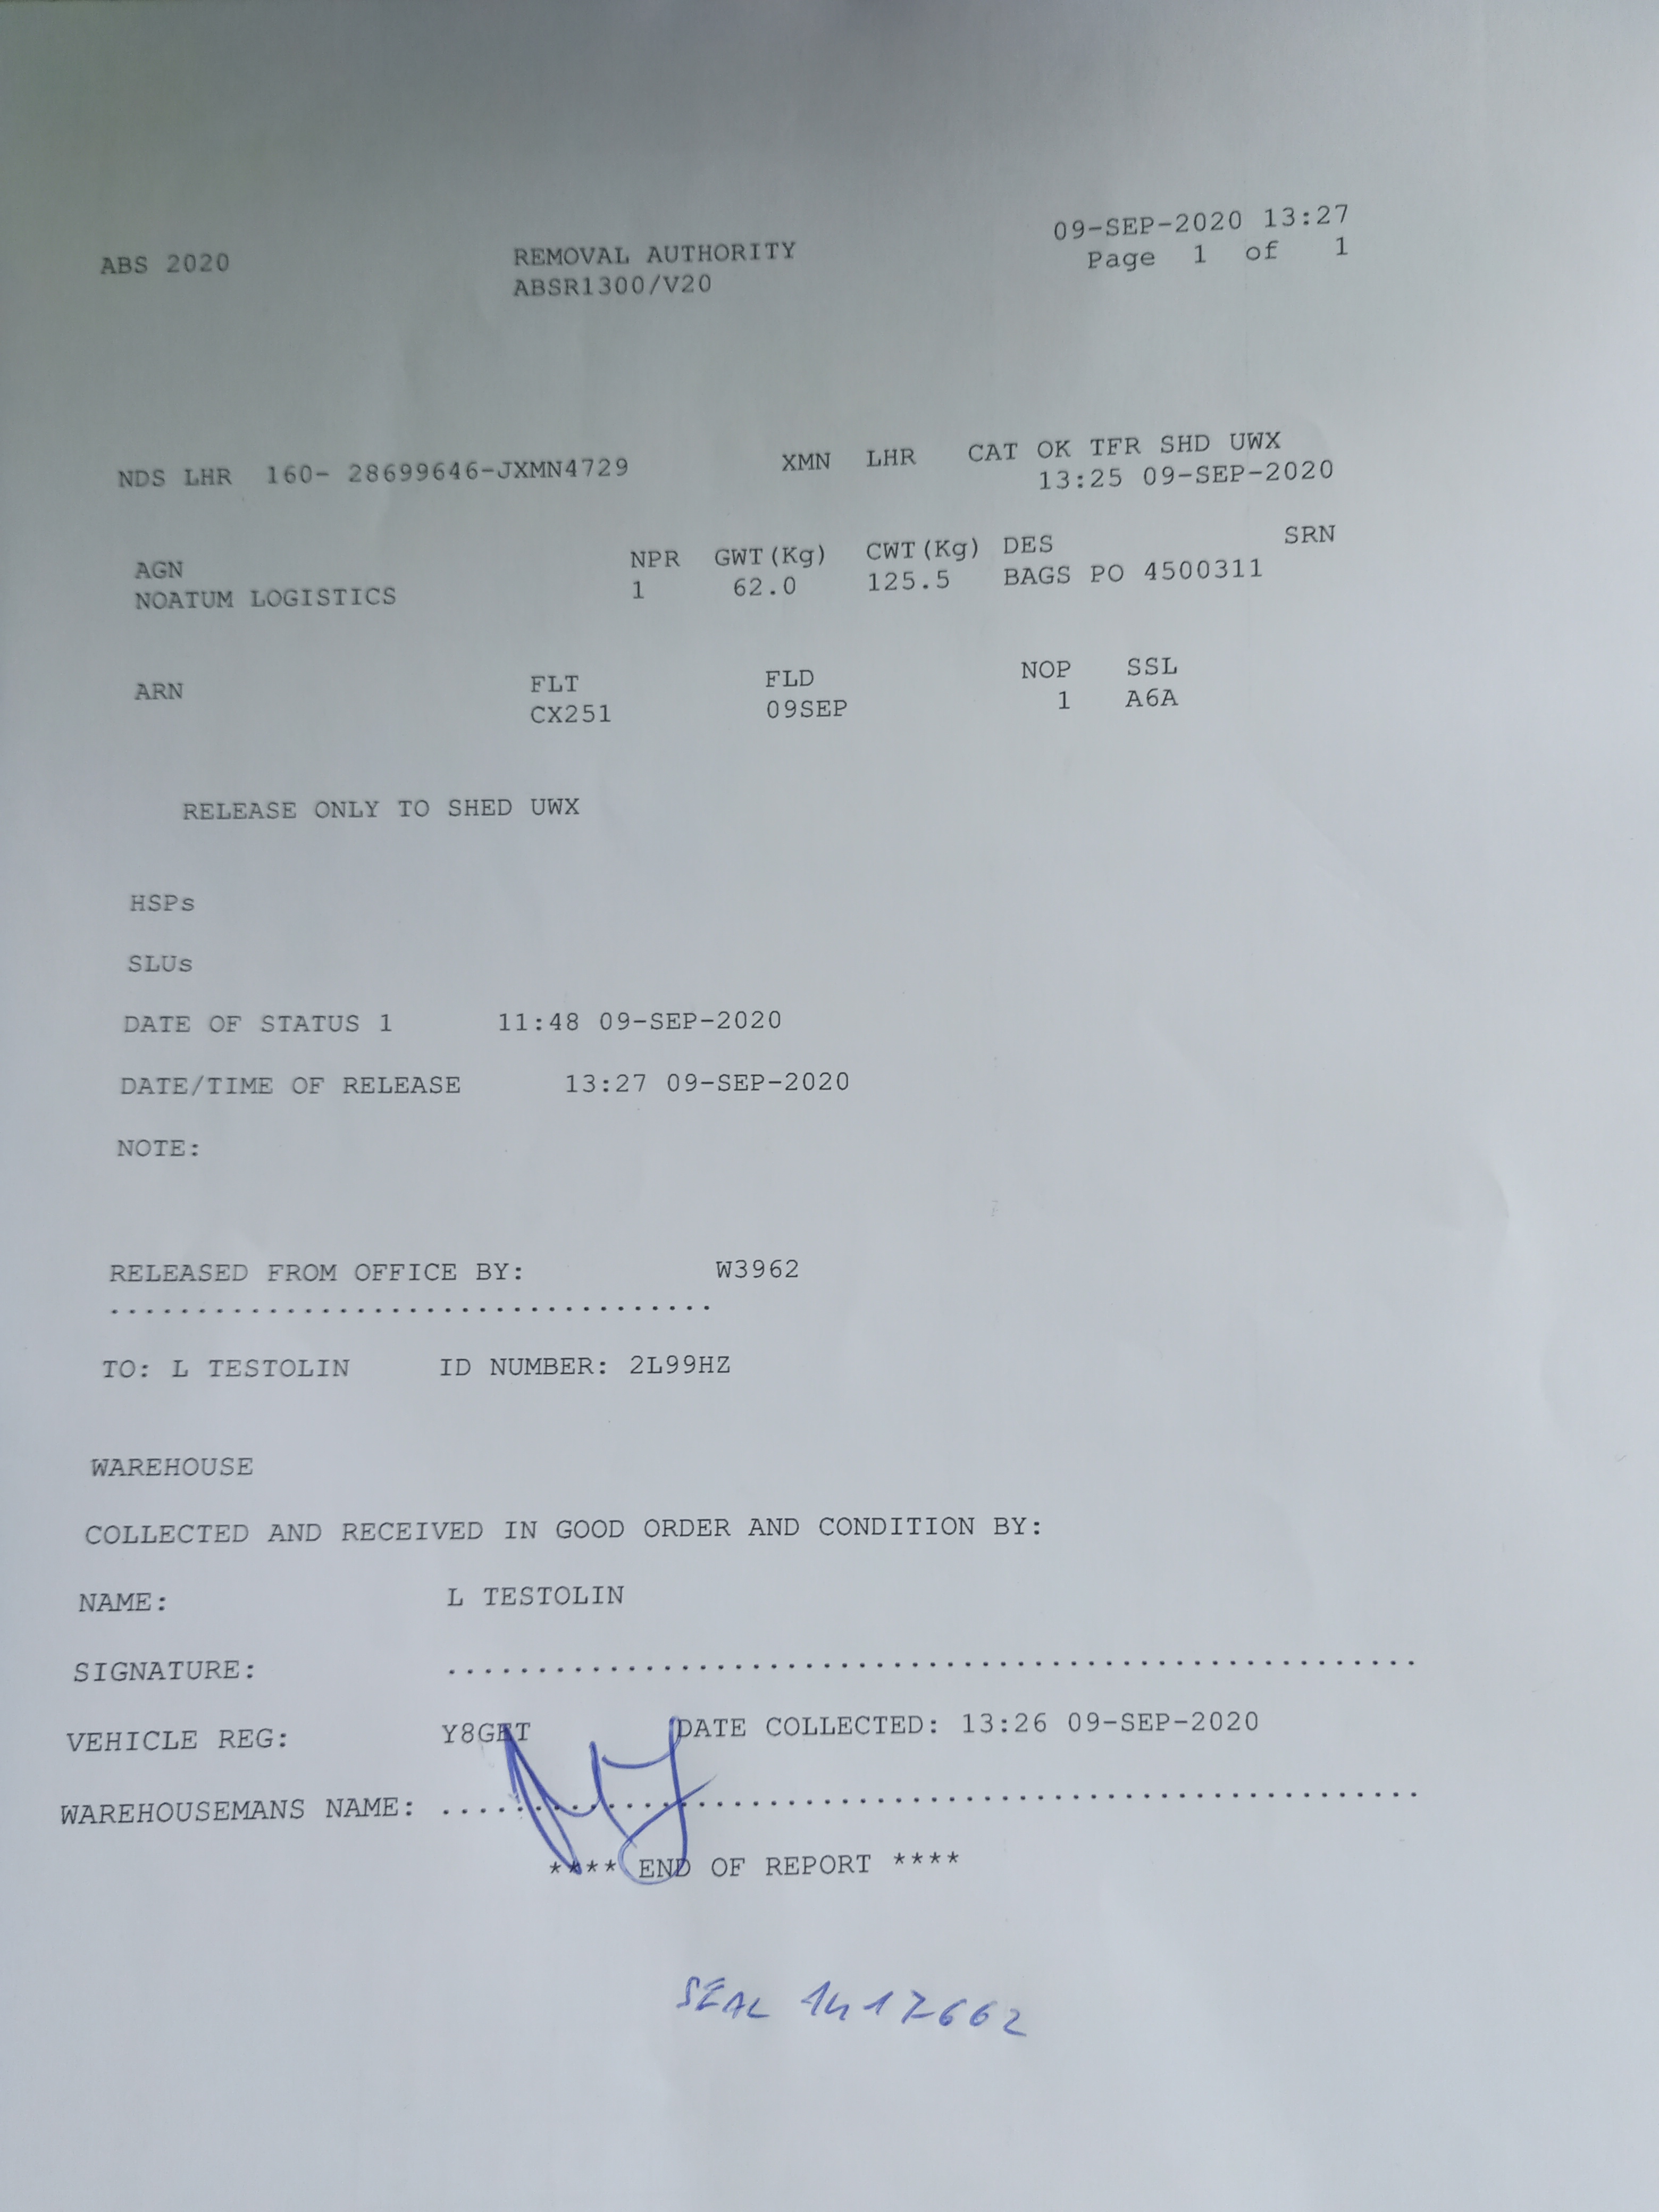 09-SEP-2020 13:27
ABS 2020 REMOVAL AUTHORITY Page 1 of 1
ABSR1300/V20
NDS LHR 160- 28699646-JXMN4729 XMN LHR CAT OK TFR SHD UWX
13:25 09-SEP-2020
AGN NPR GWT(Kg) CWT(Kg) DES SRN
NOATUM LOGISTICS 1 62.0 125.5 BAGS PO 4500311
ARN FLT FLD NOP SSL
CX251 09SEP 1 A6A
RELEASE ONLY TO SHED UWX
HSPs
SLUs
DATE OF STATUS 1 11:48 09-SEP-2020
DATE/TIME OF RELEASE 13:27 09-SEP-2020
NOTE:
RELEASED FROM OFFICE BY: W3962
...................................
TO: L TESTOLIN ID NUMBER: 2L99HZ
WAREHOUSE
COLLECTED AND RECEIVED IN GOOD ORDER AND CONDITION BY:
NAME: L TESTOLIN
SIGNATURE: ......................................................
VEHICLE REG: Y8GET DATE COLLECTED: 13:26 09-SEP-2020
WAREHOUSEMANS NAME: ......................................................
**** END OF REPORT ****
SEAL 1417662